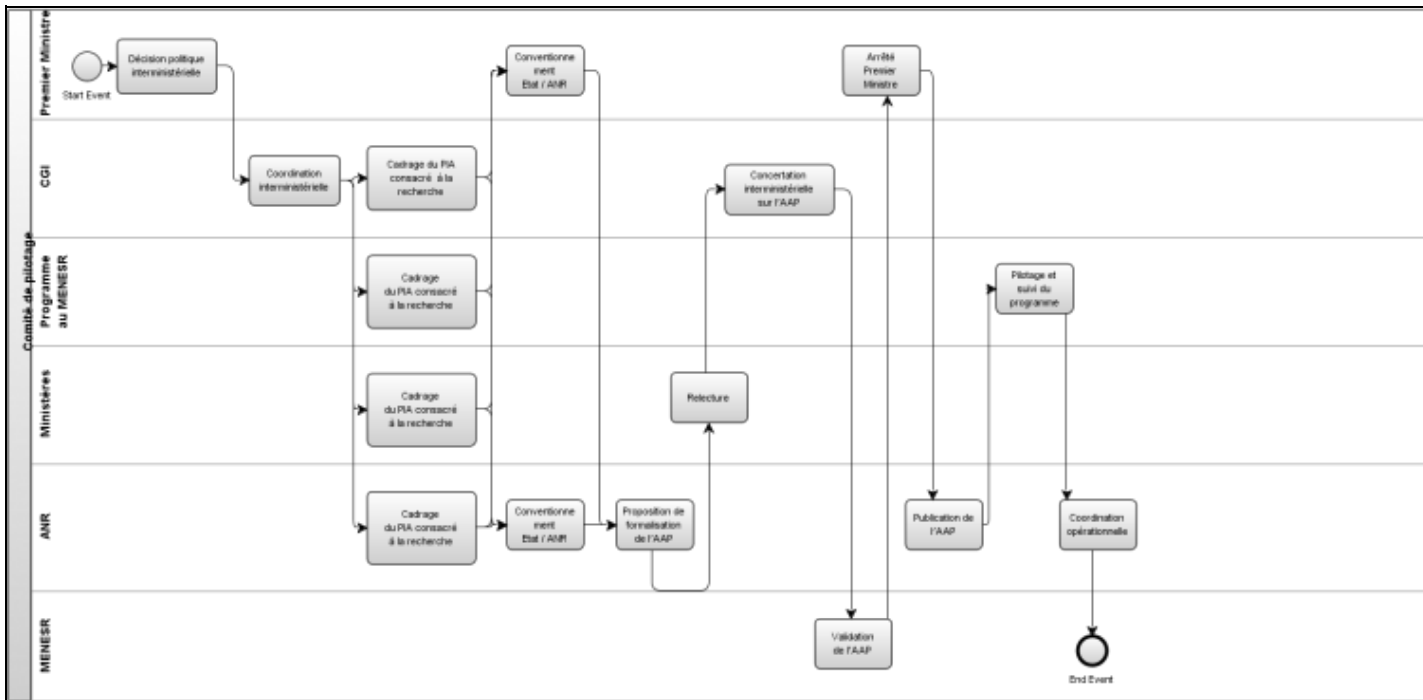 Comité de pilotage
Premier Ministre
Start Event
Décision politique
interministérielle
Conventionne
ment
Etat / ANR
Arrêté
Premier
Ministre
CGI
Coordination
interministérielle
Cadrage du PIA
consacré à la
recherche
Concertation
interministérielle
sur l'AAP
Programme
au MENESR
Cadrage
du PIA consacré
à la recherche
Pilotage et
suivi du
programme
Ministères
Cadrage
du PIA consacré
à la recherche
Relecture
ANR
Cadrage
du PIA consacré
à la recherche
Conventionne
ment
Etat / ANR
Proposition de
formalisation
de l'AAP
Publication de
l'AAP
Coordination
opérationnelle
MENESR
Validation
de l'AAP
End Event